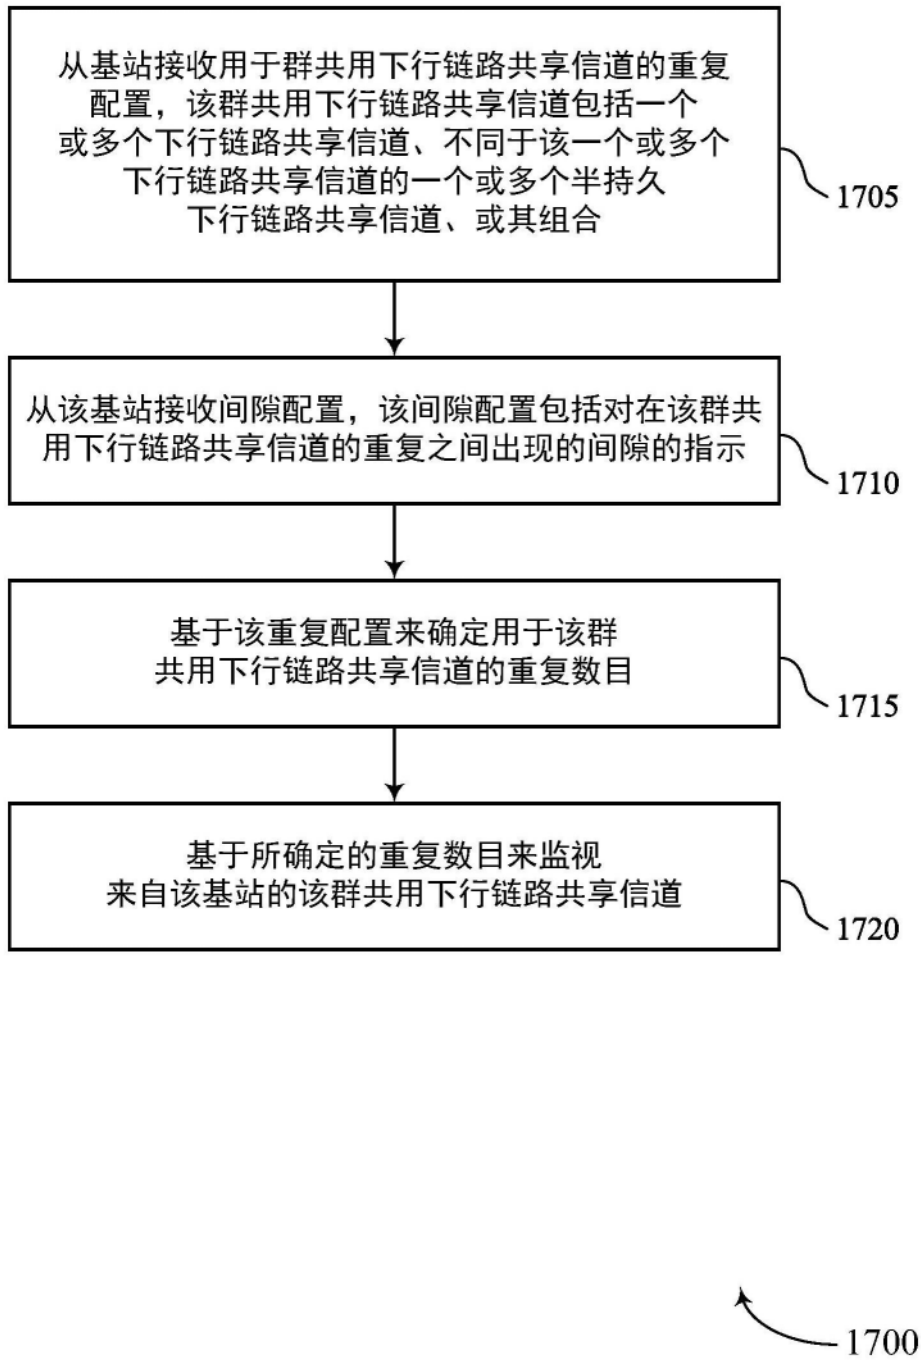 从基站接收用于群共用下行链路共享信道的重复
配置，该群共用下行链路共享信道包括一个
或多个下行链路共享信道、不同于该一个或多个
下行链路共享信道的一个或多个半持久
下行链路共享信道、或其组合
1705
从该基站接收间隙配置，该间隙配置包括对在该群共
用下行链路共享信道的重复之间出现的间隙的指示
1710
基于该重复配置来确定用于该群
共用下行链路共享信道的重复数目
1715
基于所确定的重复数目来监视
来自该基站的该群共用下行链路共享信道
1720
1700